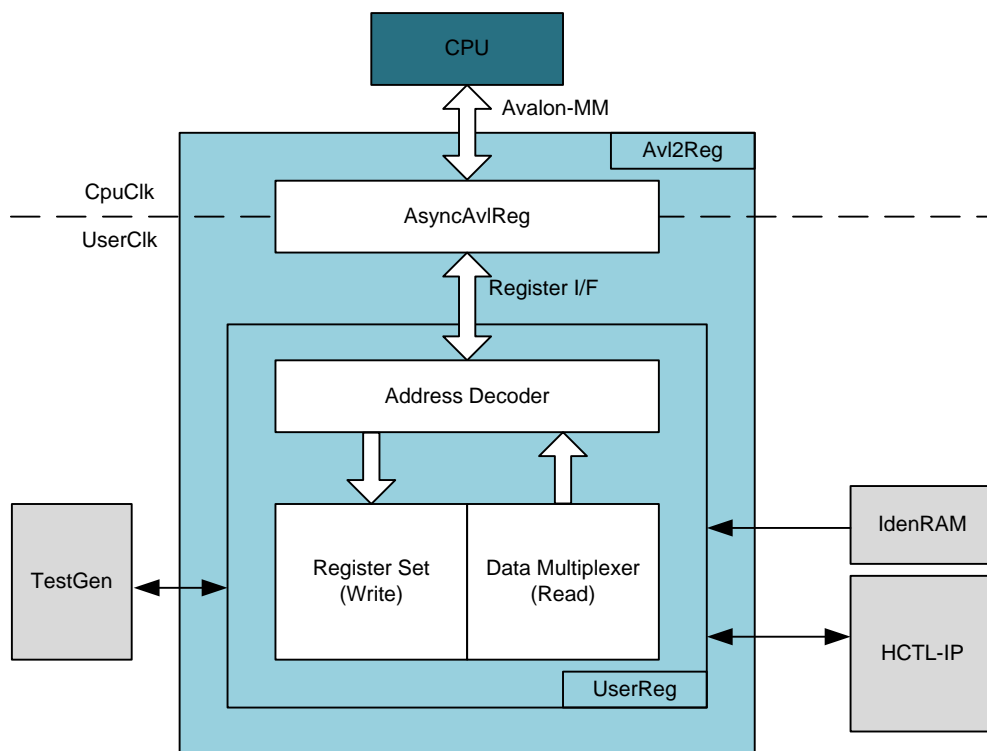 CPU
Avalon-MM
Avl2Reg
CpuClk
AsyncAvlReg
UserClk
Register I/F
Address Decoder
TestGen
Register Set
(Write)
Data Multiplexer
(Read)
IdenRAM
HCTL-IP
UserReg